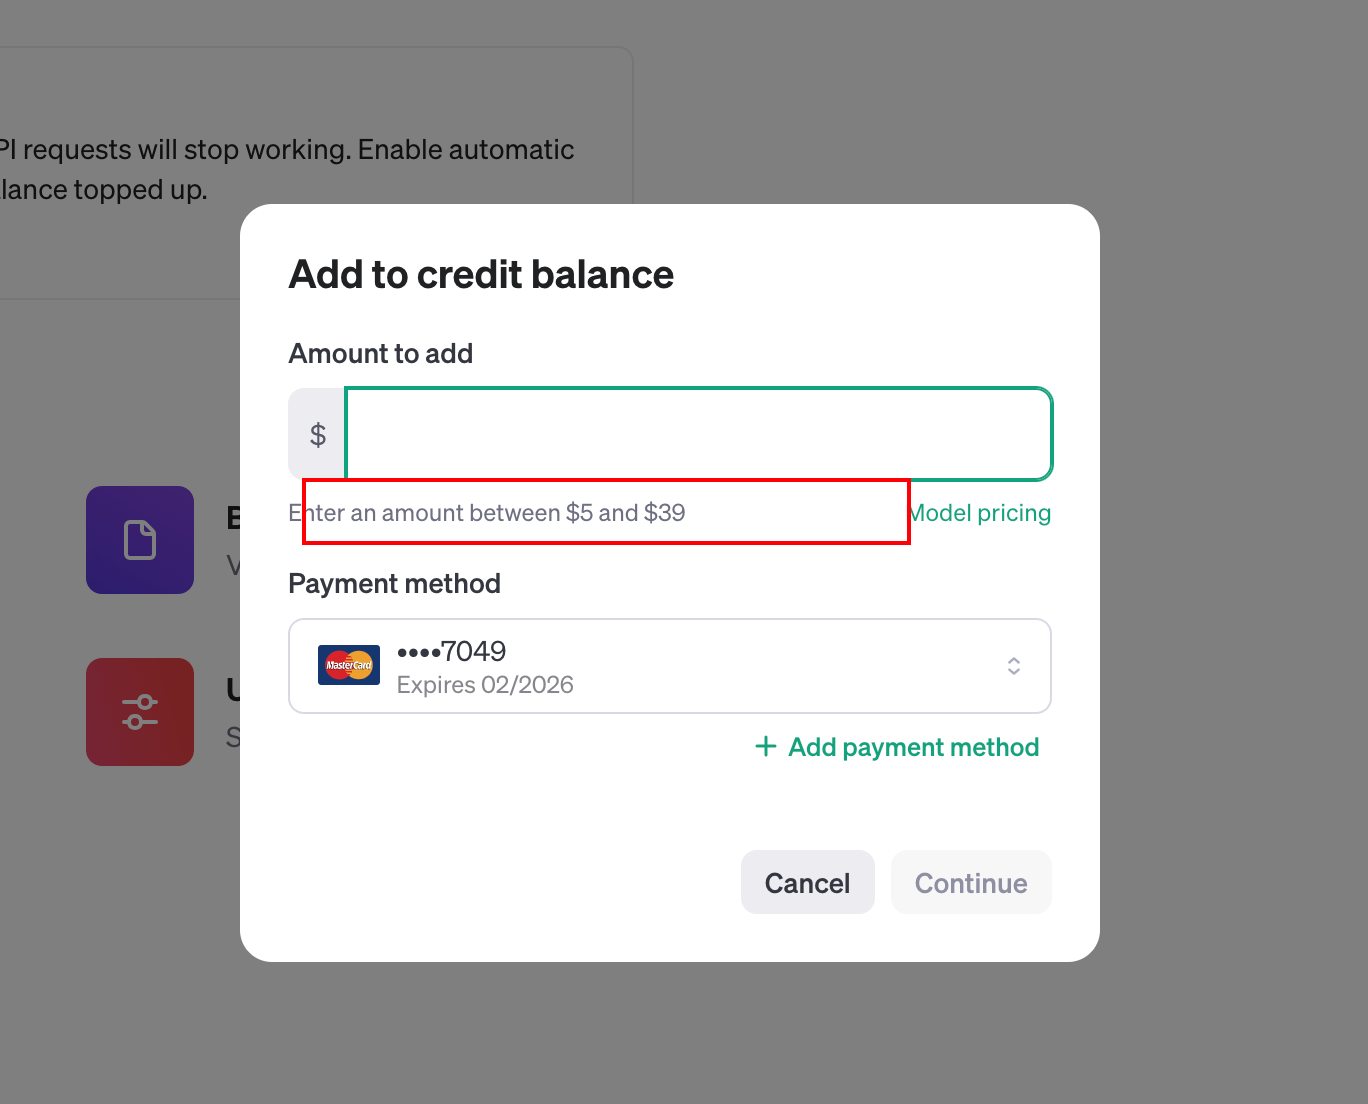 PI requests will stop working. Enable automatic
lance topped up.
Add to credit balance
Amount to add
$
Enter an amount between $5 and $39
Model pricing
Payment method
MasterCard
••••7049
Expires 02/2026
+ Add payment method
Cancel
Continue